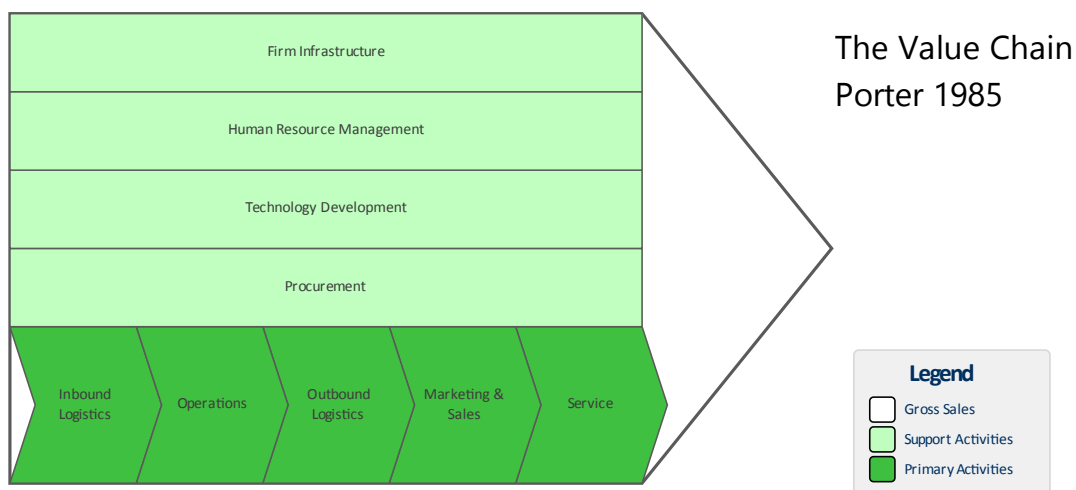 The Value Chain
Porter 1985
Firm Infrastructure
Human Resource Management
Technology Development
Procurement
Inbound
Logistics
Operations
Outbound
Logistics
Marketing &
Sales
Service
Legend
Gross Sales
Support Activities
Primary Activities